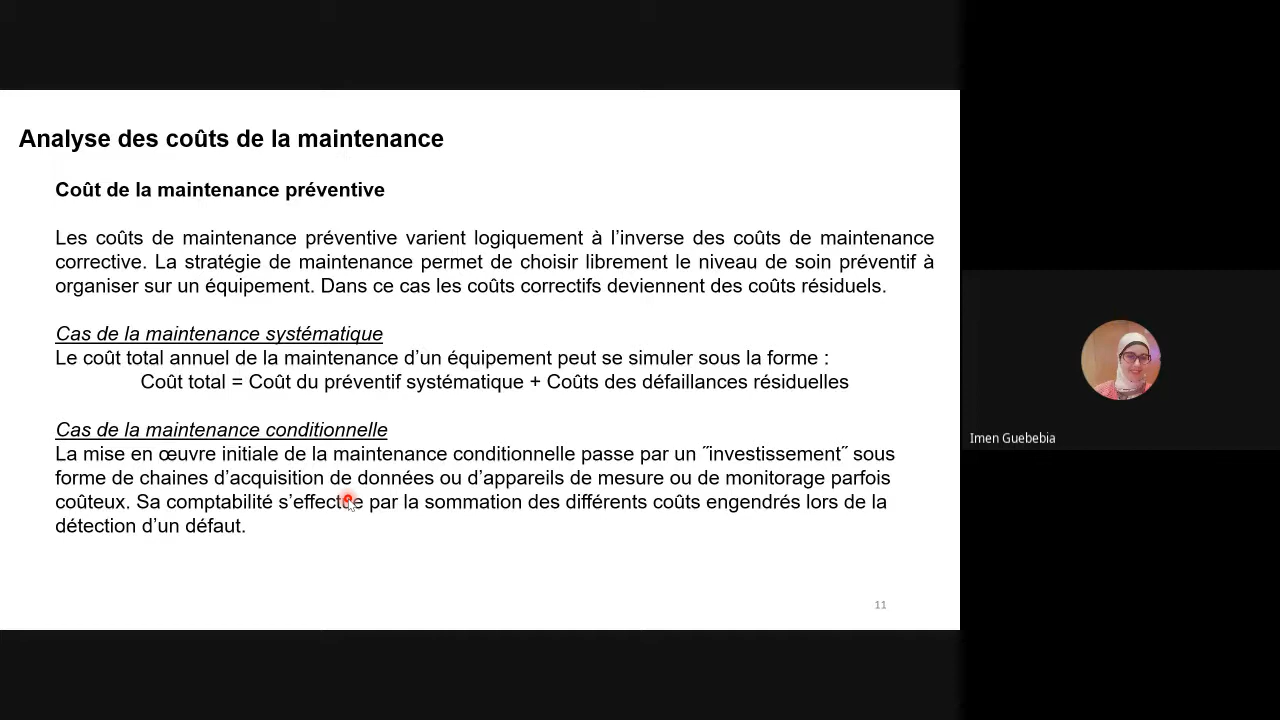 Analyse des coûts de la maintenance
Coût de la maintenance préventive
Les coûts de maintenance préventive varient logiquement à l’inverse des coûts de maintenance
corrective. La stratégie de maintenance permet de choisir librement le niveau de soin préventif à
organiser sur un équipement. Dans ce cas les coûts correctifs deviennent des coûts résiduels.
Cas de la maintenance systématique
Le coût total annuel de la maintenance d’un équipement peut se simuler sous la forme :
Coût total = Coût du préventif systématique + Coûts des défaillances résiduelles
Cas de la maintenance conditionnelle
La mise en œuvre initiale de la maintenance conditionnelle passe par un ˝investissement˝ sous
forme de chaines d’acquisition de données ou d’appareils de mesure ou de monitorage parfois
coûteux. Sa comptabilité s’effectue par la sommation des différents coûts engendrés lors de la
détection d’un défaut.
11
Imen Guebebia